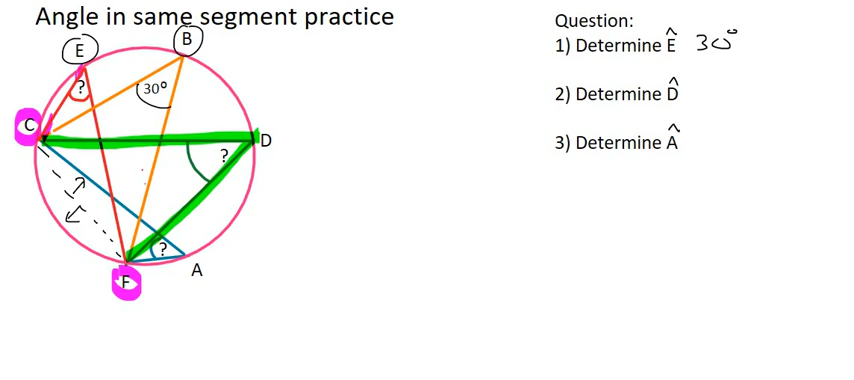 Angle in same segment practice
Question:
1) Determine Ê 30°
2) Determine D̂
3) Determine Â
E
B
?
30°
C
D
?
?
A
F